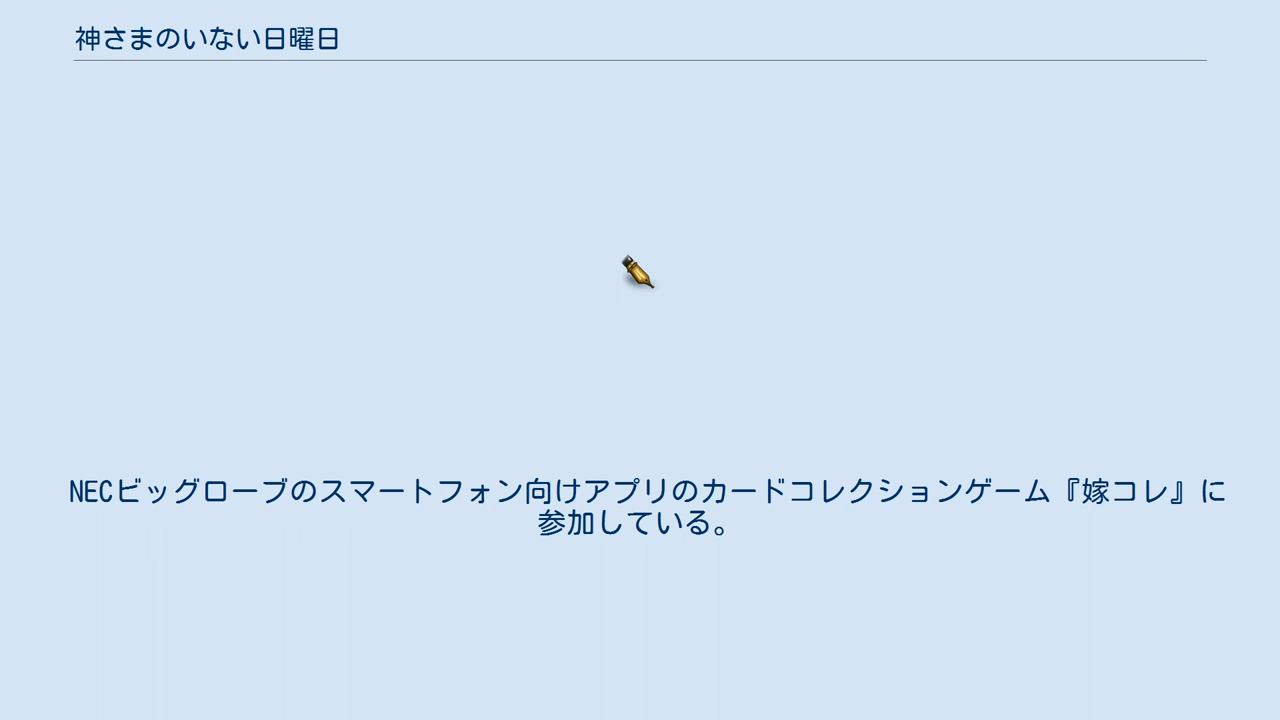 神さまのいない日曜日
NECビッグローブのスマートフォン向けアプリのカードコレクションゲーム『嫁コレ』に
参加している。